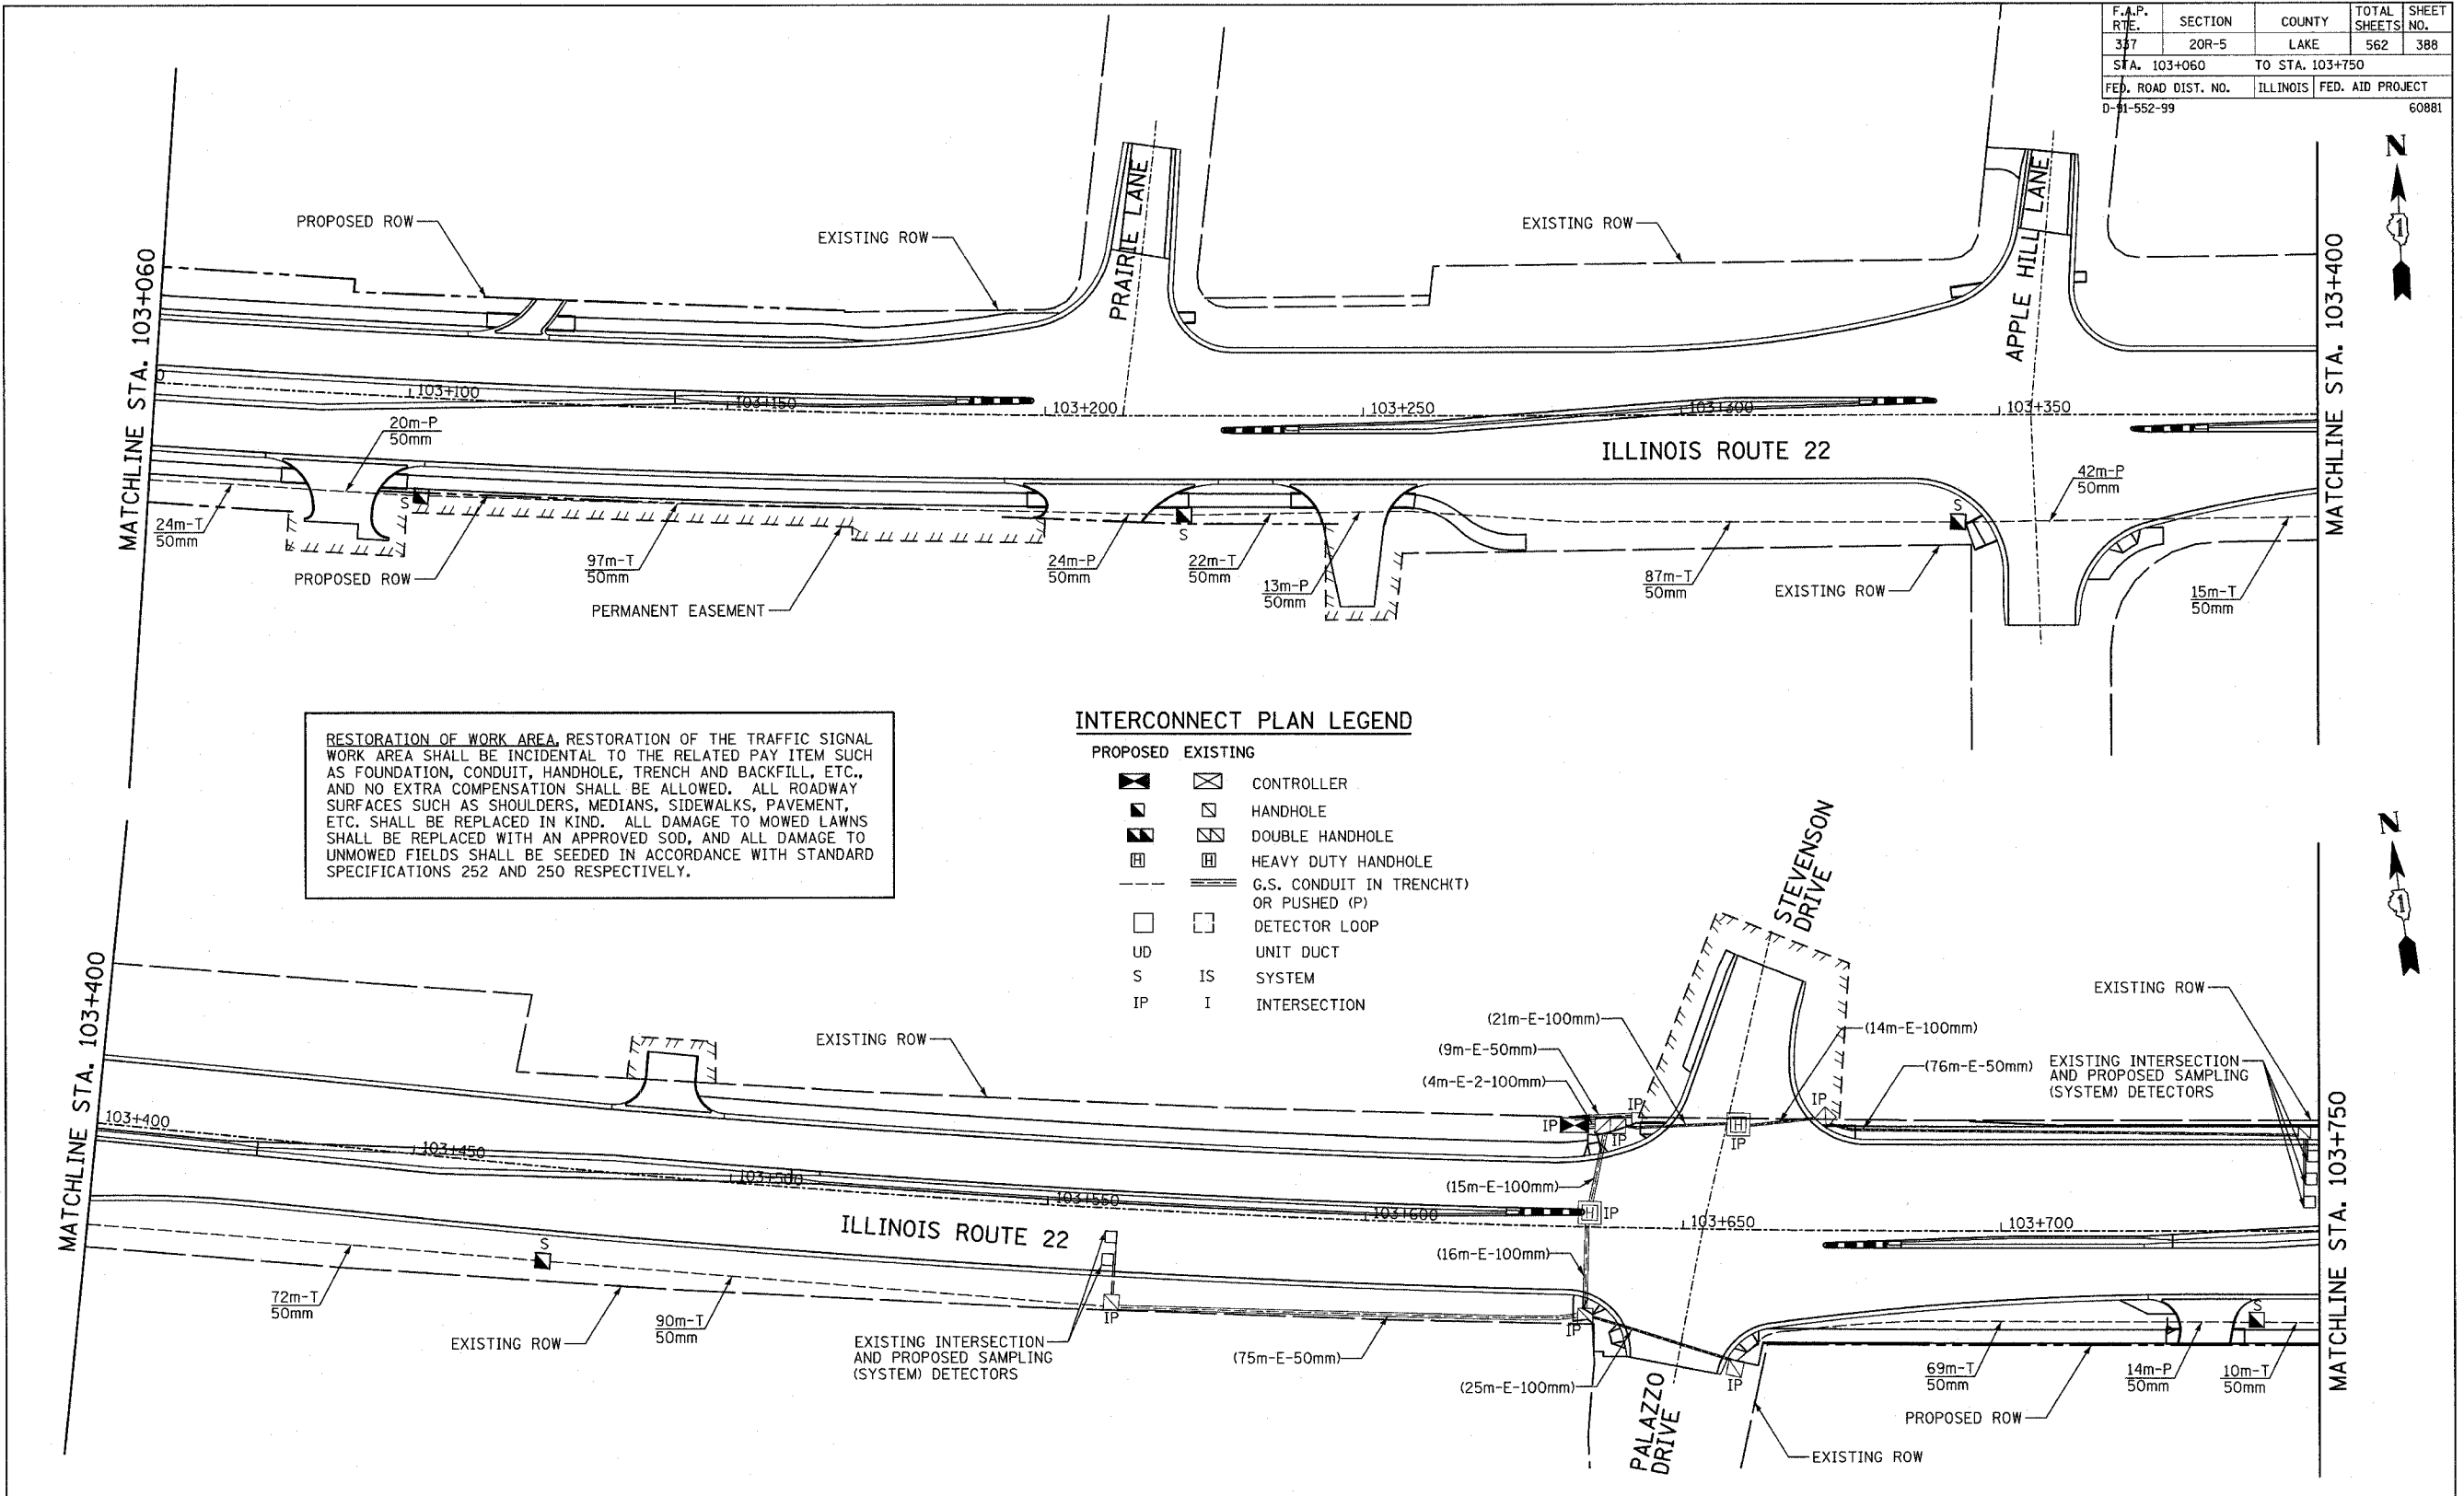 F.A.P. RTE. SECTION COUNTY TOTAL SHEETS SHEET NO.
337 20R-5 LAKE 562 388
STA. 103+060 TO STA. 103+750
FED. ROAD DIST. NO. ILLINOIS FED. AID PROJECT
D-91-552-99 60881
N
1
MATCHLINE STA. 103+060
PROPOSED ROW
EXISTING ROW
PRAIRIE LANE
EXISTING ROW
APPLE HILL LANE
MATCHLINE STA. 103+400
0
103+100
103+150
103+200
103+250
103+300
103+350
ILLINOIS ROUTE 22
20m-P
50mm
S
24m-T
50mm
PROPOSED ROW
97m-T
50mm
PERMANENT EASEMENT
24m-P
50mm
S
22m-T
50mm
13m-P
50mm
87m-T
50mm
S
EXISTING ROW
42m-P
50mm
15m-T
50mm
RESTORATION OF WORK AREA. RESTORATION OF THE TRAFFIC SIGNAL
WORK AREA SHALL BE INCIDENTAL TO THE RELATED PAY ITEM SUCH
AS FOUNDATION, CONDUIT, HANDHOLE, TRENCH AND BACKFILL, ETC.,
AND NO EXTRA COMPENSATION SHALL BE ALLOWED. ALL ROADWAY
SURFACES SUCH AS SHOULDERS, MEDIANS, SIDEWALKS, PAVEMENT,
ETC. SHALL BE REPLACED IN KIND. ALL DAMAGE TO MOWED LAWNS
SHALL BE REPLACED WITH AN APPROVED SOD, AND ALL DAMAGE TO
UNMOWED FIELDS SHALL BE SEEDED IN ACCORDANCE WITH STANDARD
SPECIFICATIONS 252 AND 250 RESPECTIVELY.
INTERCONNECT PLAN LEGEND
PROPOSED EXISTING
CONTROLLER
HANDHOLE
DOUBLE HANDHOLE
H H HEAVY DUTY HANDHOLE
G.S. CONDUIT IN TRENCH(T)
OR PUSHED (P)
DETECTOR LOOP
UD UNIT DUCT
S IS SYSTEM
IP I INTERSECTION
N
1
MATCHLINE STA. 103+400
STEVENSON
DRIVE
EXISTING ROW
(21m-E-100mm)
(9m-E-50mm)
(4m-E-2-100mm)
(14m-E-100mm)
(76m-E-50mm)
EXISTING ROW
EXISTING INTERSECTION
AND PROPOSED SAMPLING
(SYSTEM) DETECTORS
MATCHLINE STA. 103+750
IP
IP
IP
H
IP
IP
103+400
103+450
103+500
103+550
103+600
103+650
103+700
(15m-E-100mm)
H IP
ILLINOIS ROUTE 22
(16m-E-100mm)
S
72m-T
50mm
EXISTING ROW
90m-T
50mm
IP
EXISTING INTERSECTION
AND PROPOSED SAMPLING
(SYSTEM) DETECTORS
(75m-E-50mm)
IP
(25m-E-100mm)
PALAZZO
DRIVE
IP
EXISTING ROW
69m-T
50mm
PROPOSED ROW
14m-P
50mm
S
10m-T
50mm